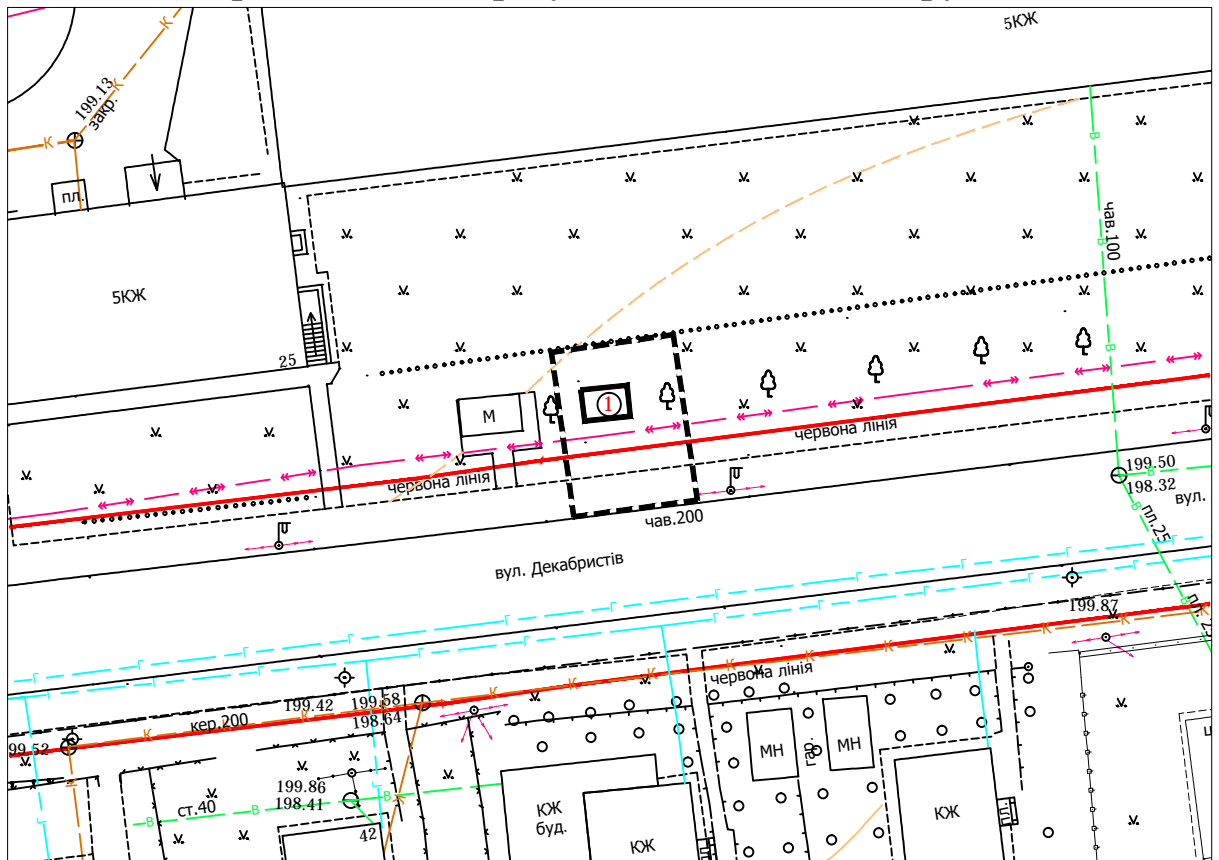 5КЖ
199.13
закр.
К
К
К
пл.
5КЖ
25
В
чав.100
В
В
М
1
червона лінія
червона лінія
чав.200
вул. Декабристів
199.50
198.32
В
вул.
В
пл.25
В
199.87
К
К
К
К
К
К
К
К
червона лінія
199.42
199.58
198.64
кер.200
К
К
МН
гар.
МН
199.86
198.41
ст.40
В
В
В
К
42
КЖ
буд.
КЖ
КЖ